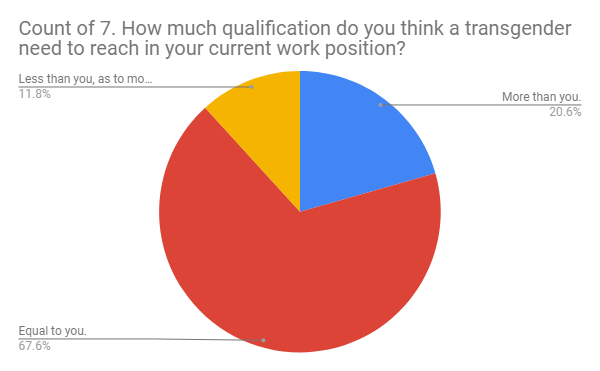 Count of 7. How much qualification do you think a transgender
need to reach in your current work position?
Less than you, as to mo...
11.8%
More than you.
20.6%
Equal to you.
67.6%